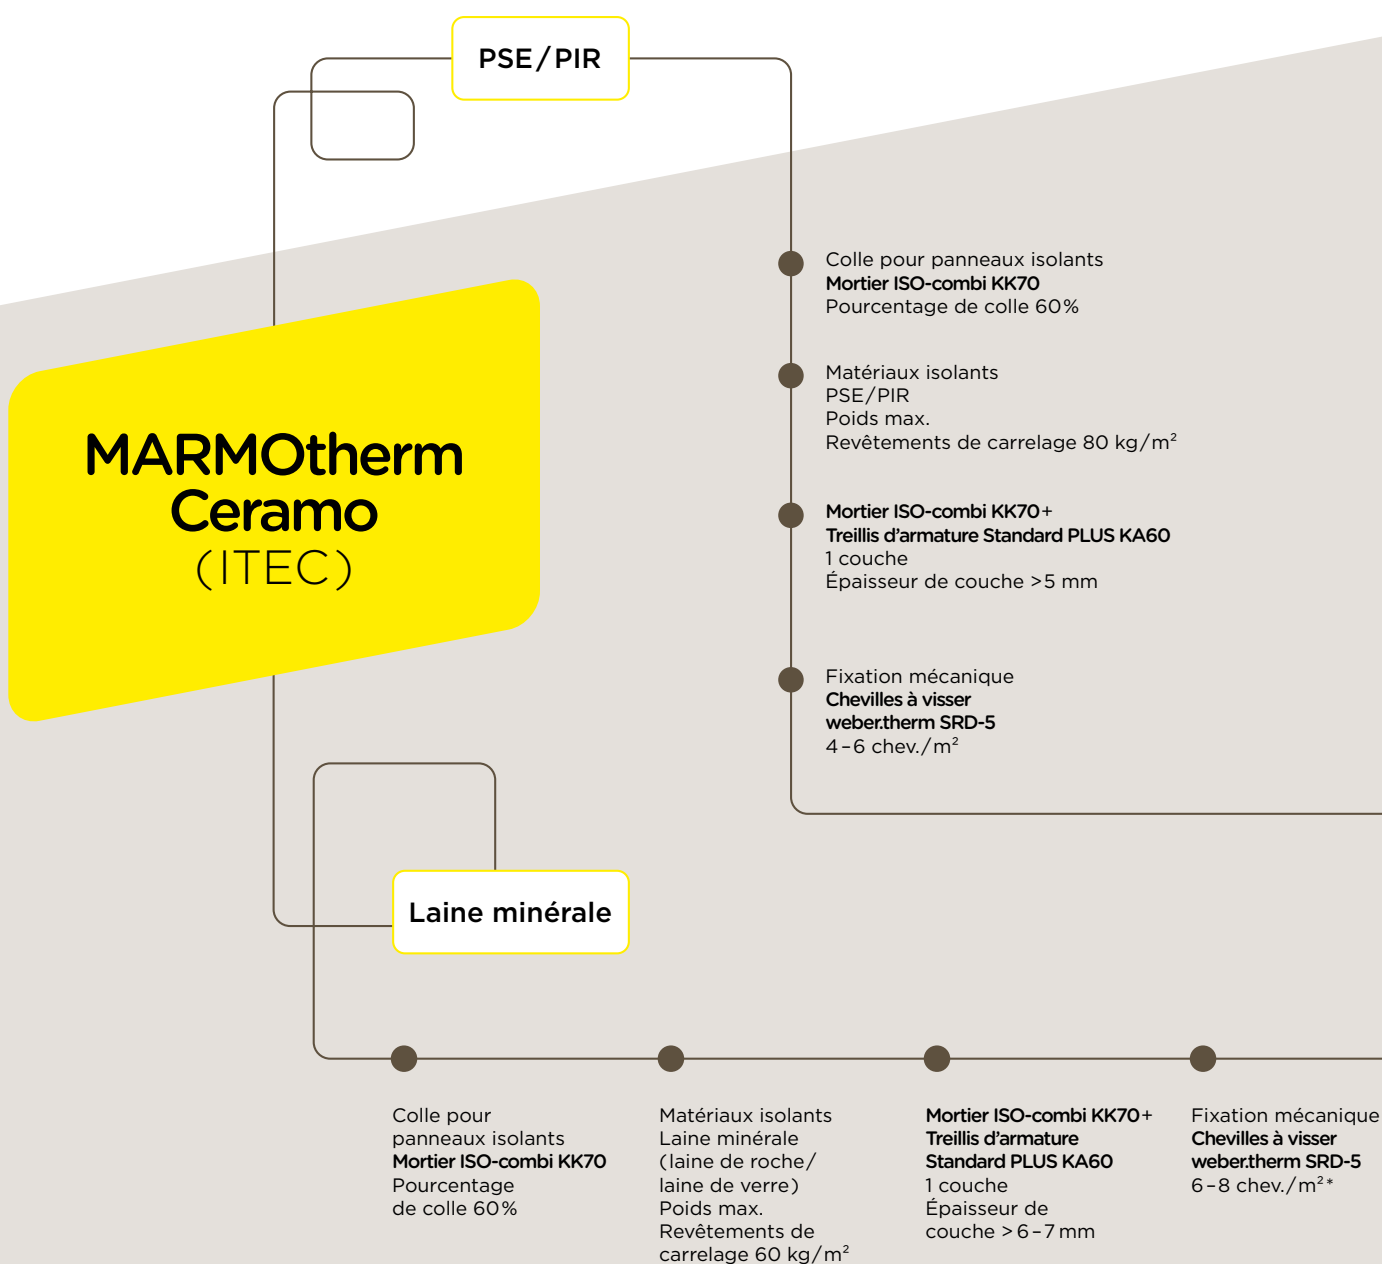 PSE/PIR
Colle pour panneaux isolants
Mortier ISO-combi KK70
Pourcentage de colle 60%
Matériaux isolants
PSE/PIR
Poids max.
Revêtements de carrelage 80 kg/m²
Mortier ISO-combi KK70+
Treillis d’armature Standard PLUS KA60
1 couche
Épaisseur de couche >5 mm
Fixation mécanique
Chevilles à visser
weber.therm SRD-5
4–6 chev./m²
MARMOtherm
Ceramo
(ITEC)
Laine minérale
Colle pour
panneaux isolants
Mortier ISO-combi KK70
Pourcentage
de colle 60%
Matériaux isolants
Laine minérale
(laine de roche/
laine de verre)
Poids max.
Revêtements de
carrelage 60 kg/m²
Mortier ISO-combi KK70+
Treillis d’armature
Standard PLUS KA60
1 couche
Épaisseur de
couche >6–7 mm
Fixation mécanique
Chevilles à visser
weber.therm SRD-5
6–8 chev./m²*